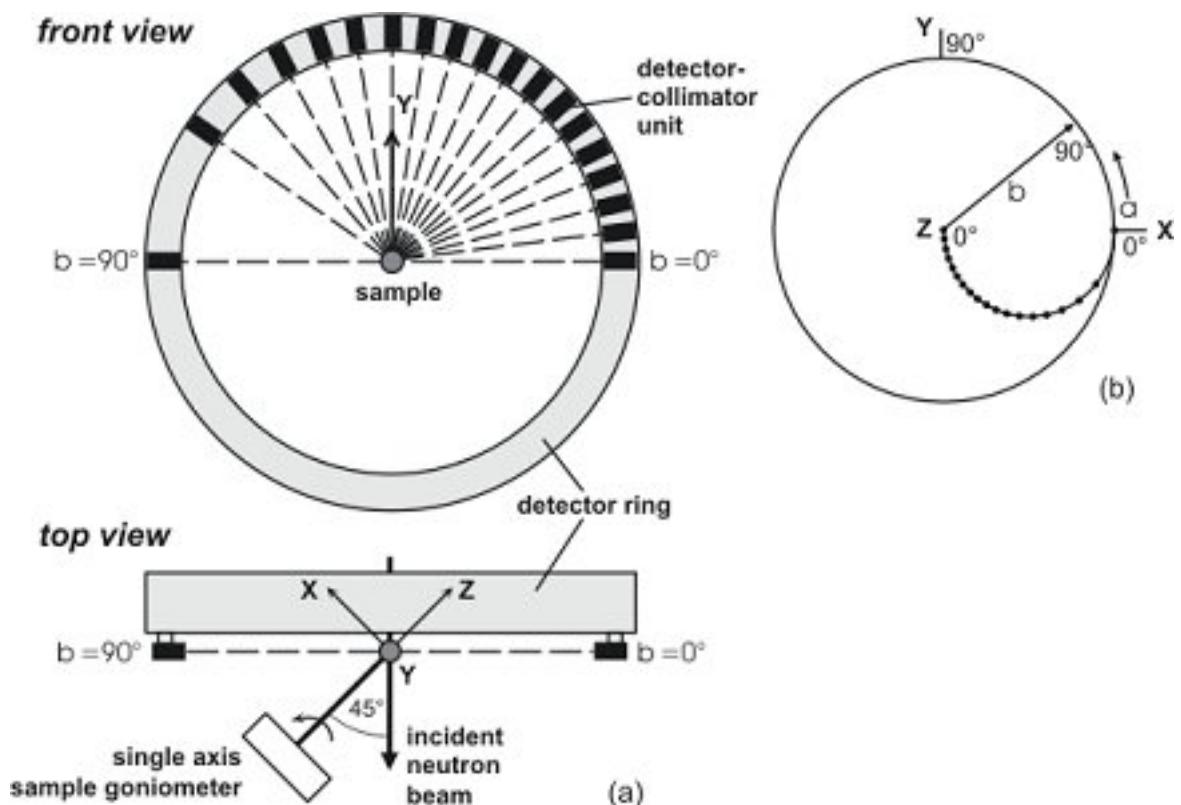 front view
Y
detector-
collimator
unit
b =90°
b =0°
sample
detector ring
top view
X
Z
b =90°
b =0°
Y
45°
single axis
sample goniometer
incident
neutron
beam
(a)
Y
90°
90°
b
a
Z
0°
0°
X
(b)